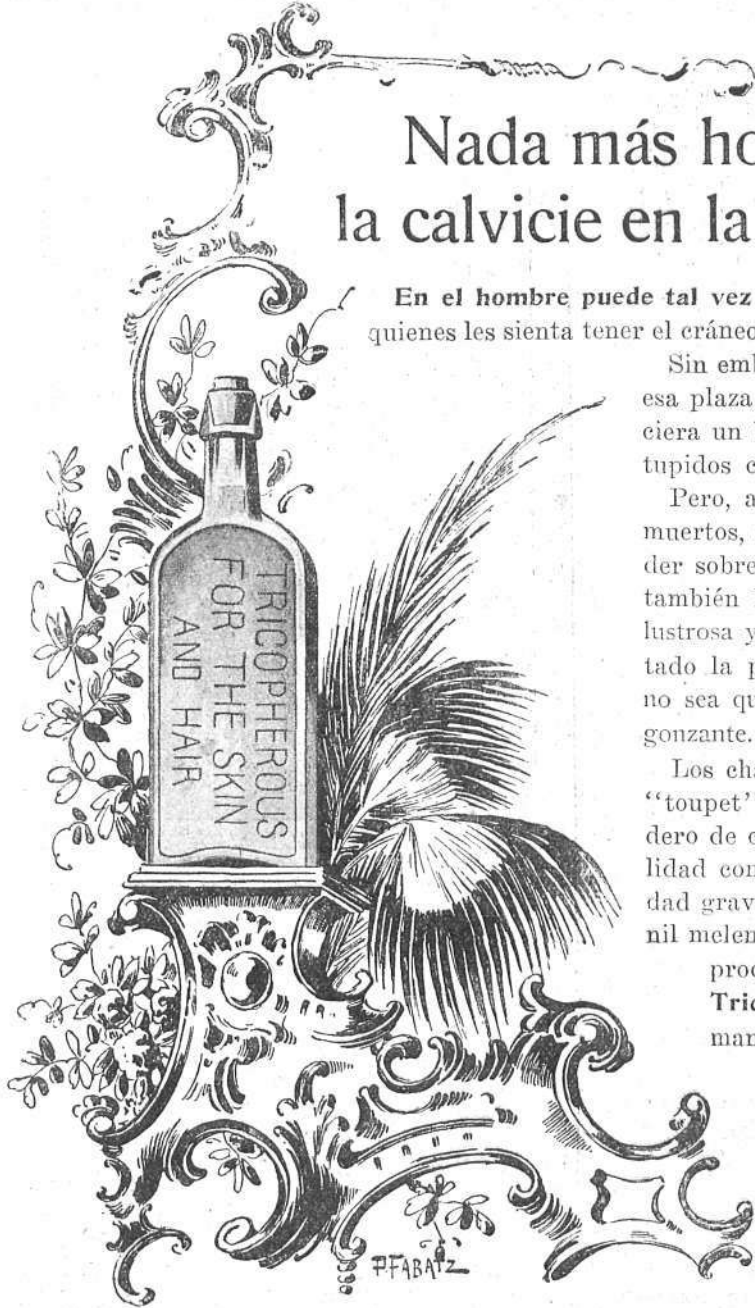 Nada más ho
la calvicie en la
En el hombre puede tal vez
quienes les sienta tener el cráneo
Sin emb
esa plaza
ciera un
tupidos c
Pero, a
muertos,
der sobre
también
lustrosa y
tado la p
no sea qu
gonzante.
Los cha
“toupet”
dero de c
lidad con
dad grav
nil melen
proc
Tric
man
TRICOPHEROUS
FOR THE SKIN
AND HAIR
P. FABATZ